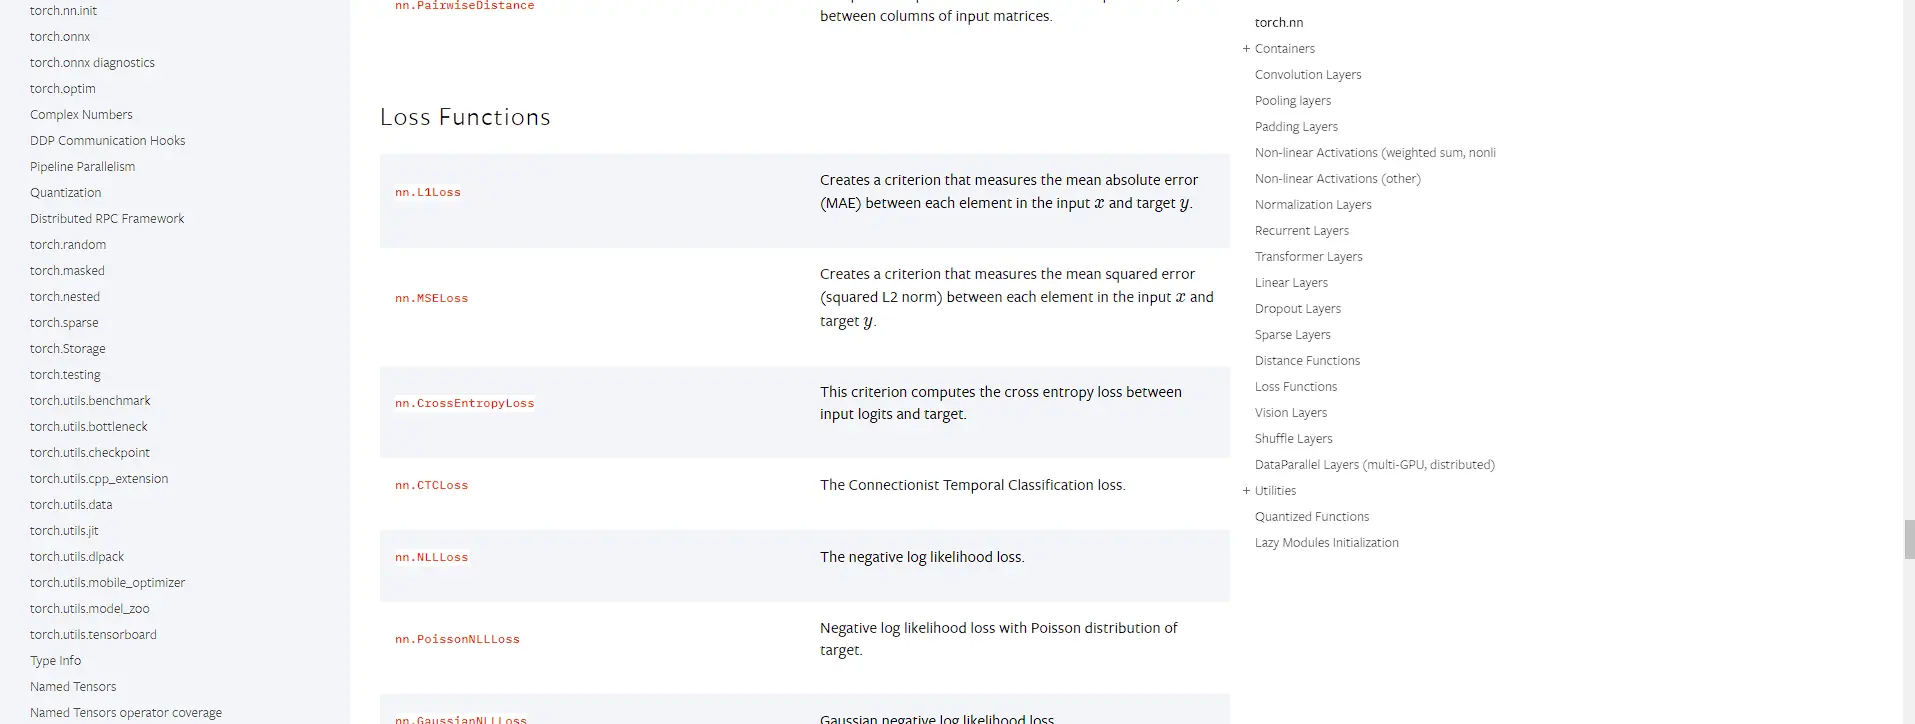 torch.nn.init
torch.onnx
torch.onnx diagnostics
torch.optim
Complex Numbers
DDP Communication Hooks
Pipeline Parallelism
Quantization
Distributed RPC Framework
torch.random
torch.masked
torch.nested
torch.sparse
torch.Storage
torch.testing
torch.utils.benchmark
torch.utils.bottleneck
torch.utils.checkpoint
torch.utils.cpp_extension
torch.utils.data
torch.utils.jit
torch.utils.dlpack
torch.utils.mobile_optimizer
torch.utils.model_zoo
torch.utils.tensorboard
Type Info
Named Tensors
Named Tensors operator coverage
nn.PairwiseDistance
between columns of input matrices.
Loss Functions
nn.L1Loss
Creates a criterion that measures the mean absolute error
(MAE) between each element in the input x and target y.
nn.MSELoss
Creates a criterion that measures the mean squared error
(squared L2 norm) between each element in the input x and
target y.
nn.CrossEntropyLoss
This criterion computes the cross entropy loss between
input logits and target.
nn.CTCLoss
The Connectionist Temporal Classification loss.
nn.NLLLoss
The negative log likelihood loss.
nn.PoissonNLLLoss
Negative log likelihood loss with Poisson distribution of
target.
nn.GaussianNLLLoss
Gaussian negative log likelihood loss.
torch.nn
+ Containers
Convolution Layers
Pooling layers
Padding Layers
Non-linear Activations (weighted sum, nonli
Non-linear Activations (other)
Normalization Layers
Recurrent Layers
Transformer Layers
Linear Layers
Dropout Layers
Sparse Layers
Distance Functions
Loss Functions
Vision Layers
Shuffle Layers
DataParallel Layers (multi-GPU, distributed)
+ Utilities
Quantized Functions
Lazy Modules Initialization